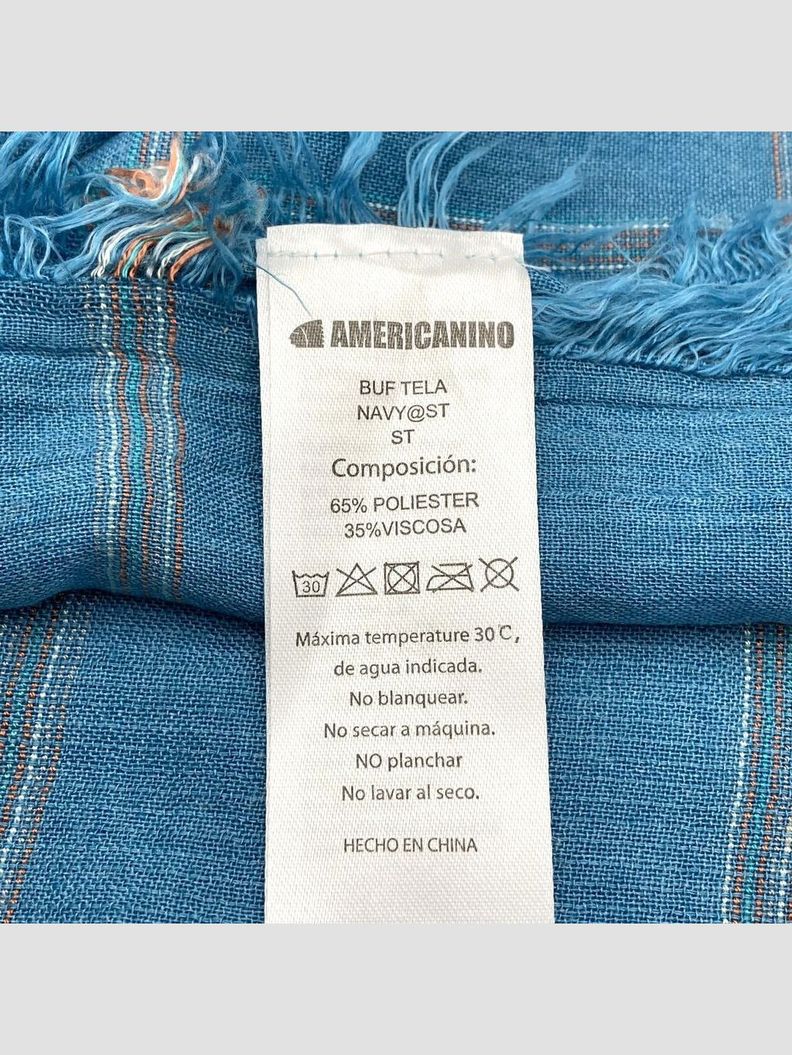 AMERICANINO
BUF TELA
NAVY@ST
ST
Composición:
65% POLIESTER
35%VISCOSA
30
Máxima temperature 30℃,
de agua indicada.
No blanquear.
No secar a máquina.
NO planchar
No lavar al seco.
HECHO EN CHINA